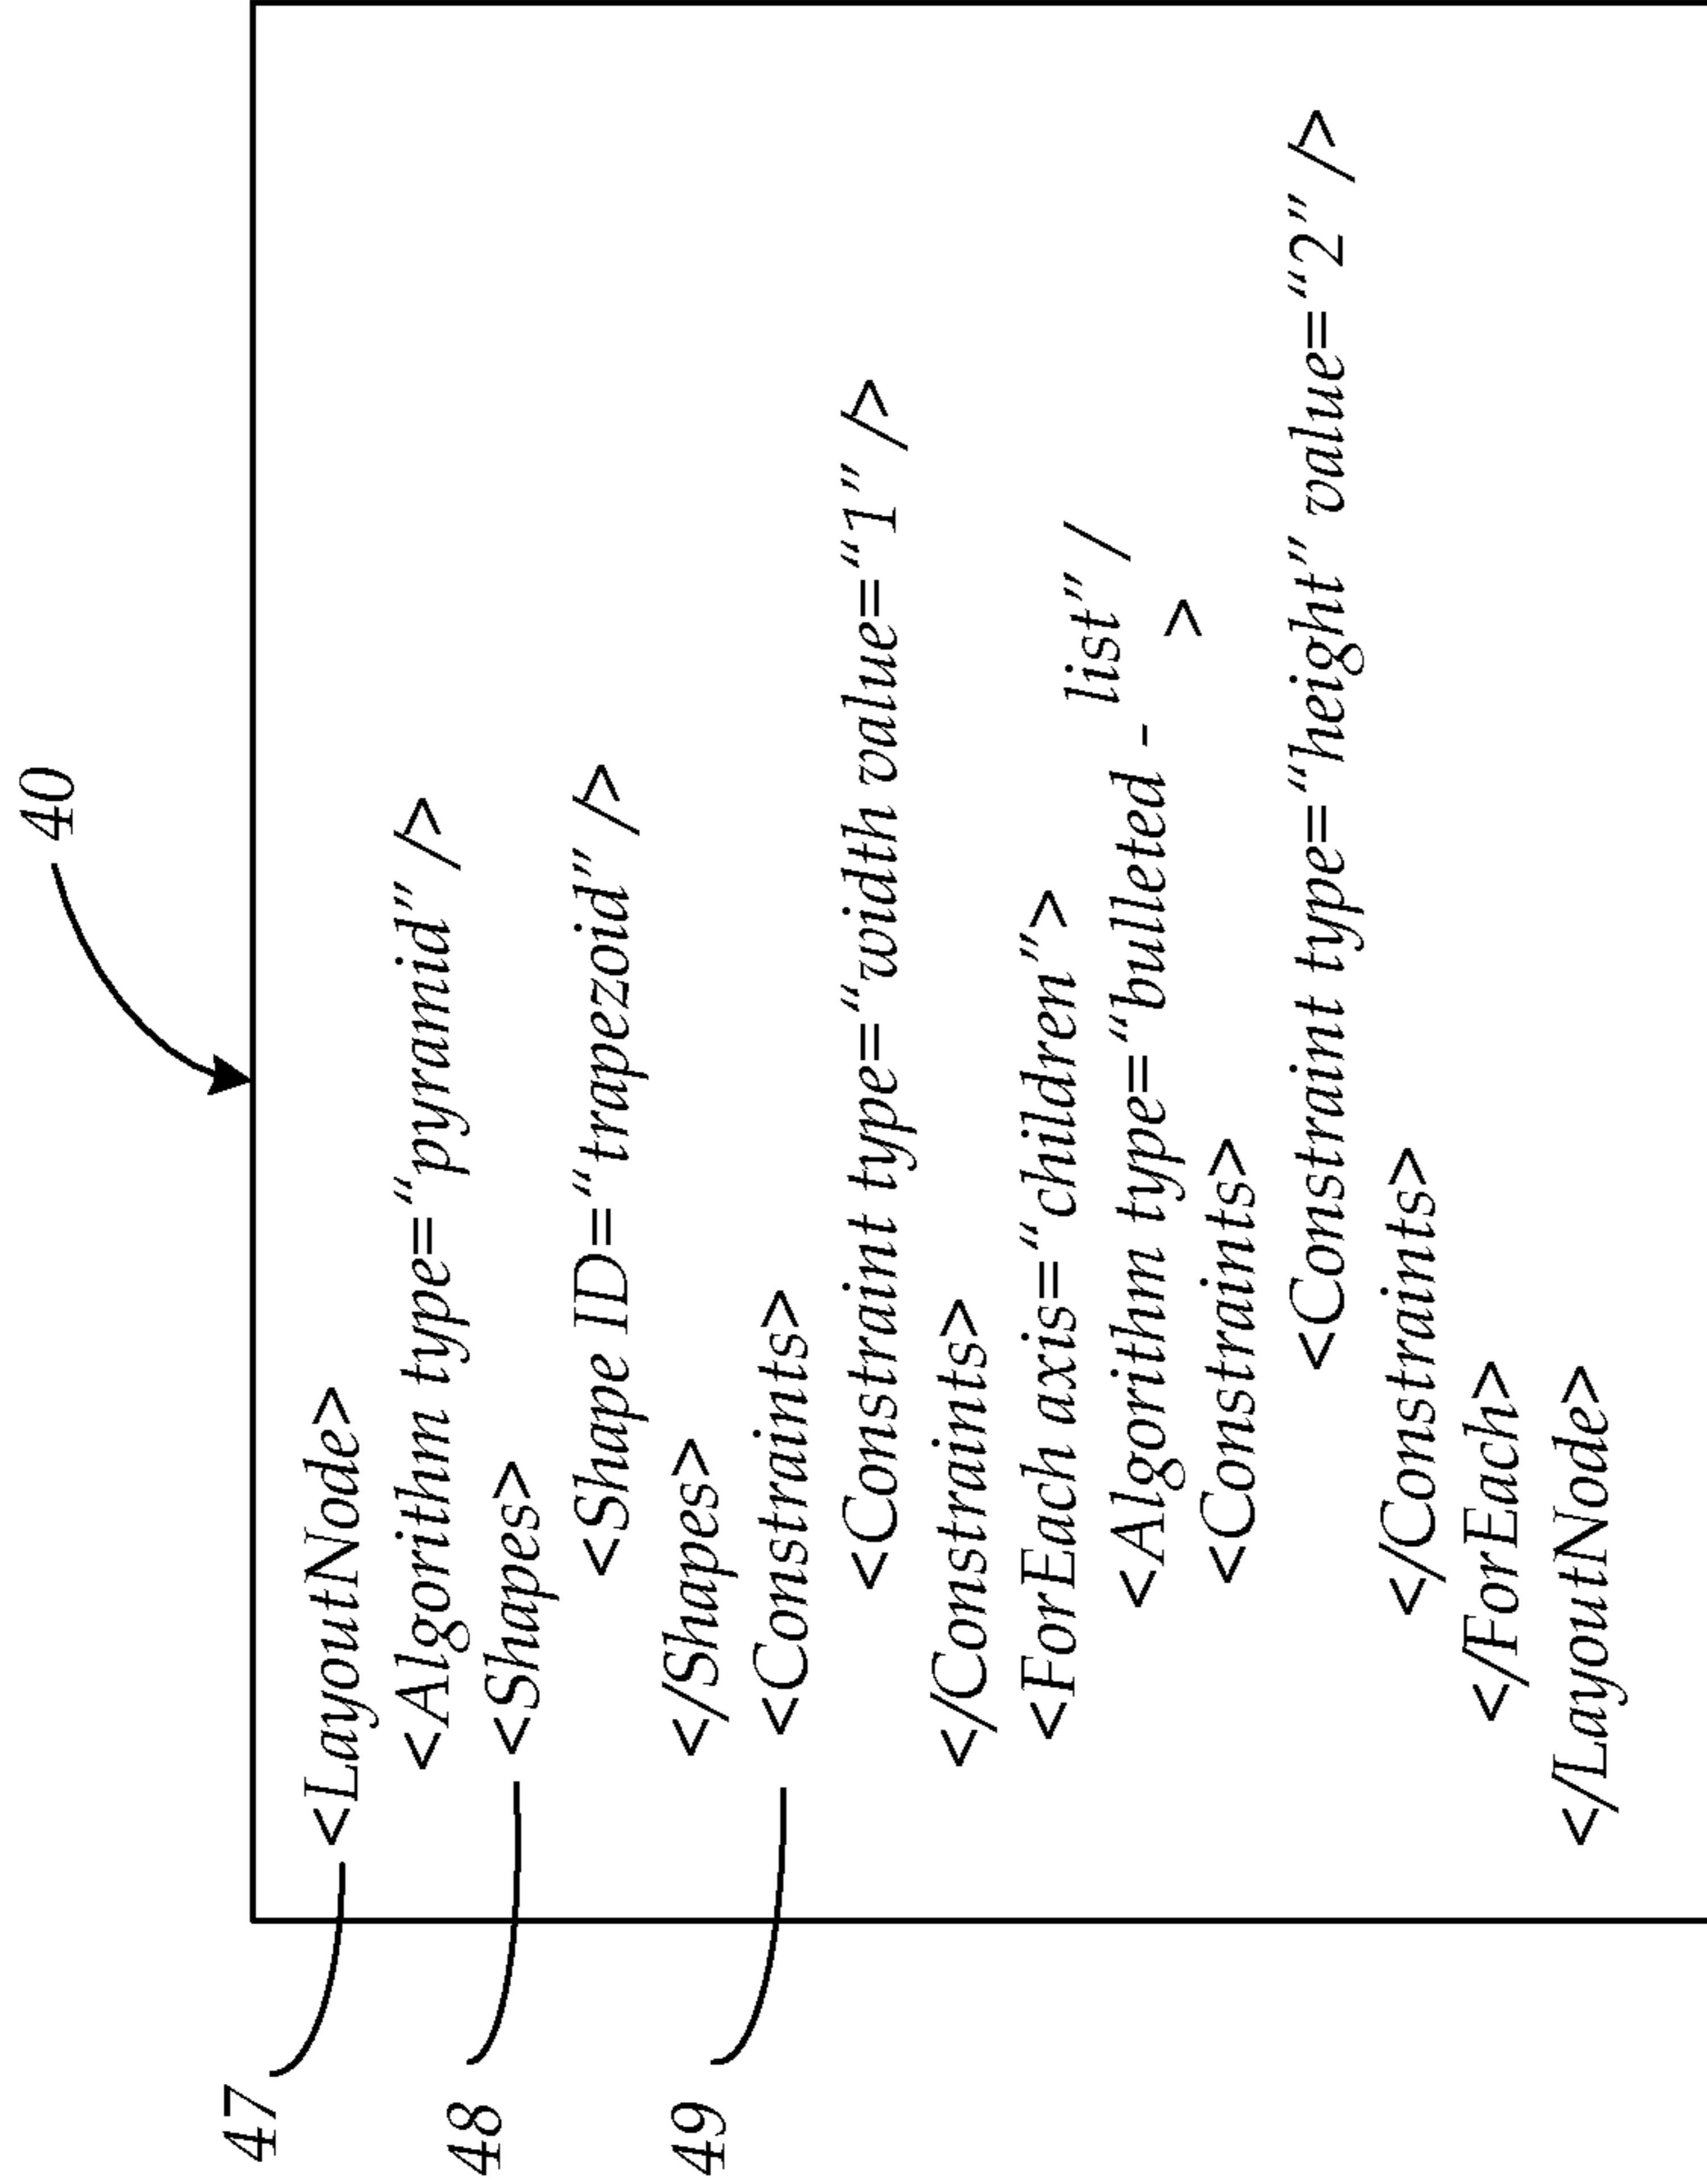 40
47
<LayoutNode>
<Algorithm type=“pyramid” />
48
<Shapes>
<Shape ID=“trapezoid” />
</Shapes>
49
<Constraints>
<Constraint type=“width value=“1” />
</Constraints>
<ForEach axis=“children”>
<Algorithm type=“bulleted - list” /
>
<Constraints>
<Constraint type=“height” value=“2” />
</Constraints>
</ForEach>
</LayoutNode>